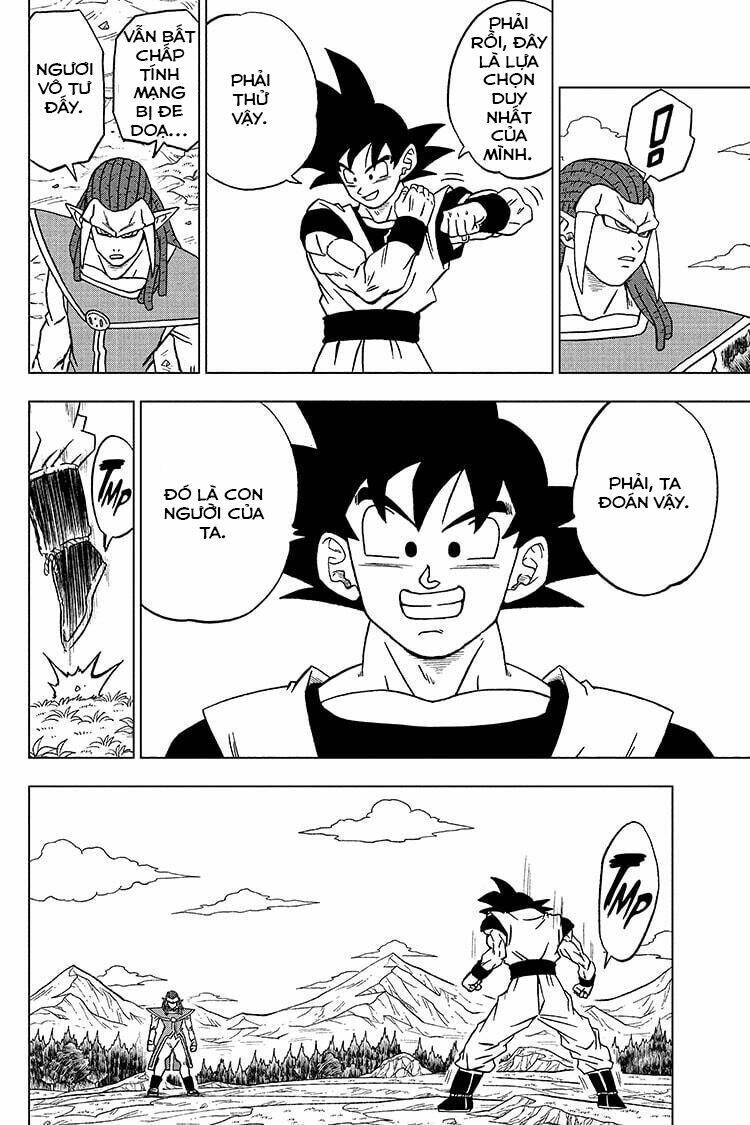 !
PHẢI
RỒI, ĐÂY
LÀ LỰA
CHỌN
DUY
NHẤT
CỦA
MÌNH.
PHẢI
THỬ
VẬY.
VẪN BẤT
CHẤP
TÍNH
MẠNG
BỊ ĐE
DOẠ...
NGƯƠI
VÔ TƯ
ĐẤY.
PHẢI, TA
ĐOÁN VẬY.
ĐÓ LÀ CON
NGƯỜI CỦA
TA.
TMP
TMP